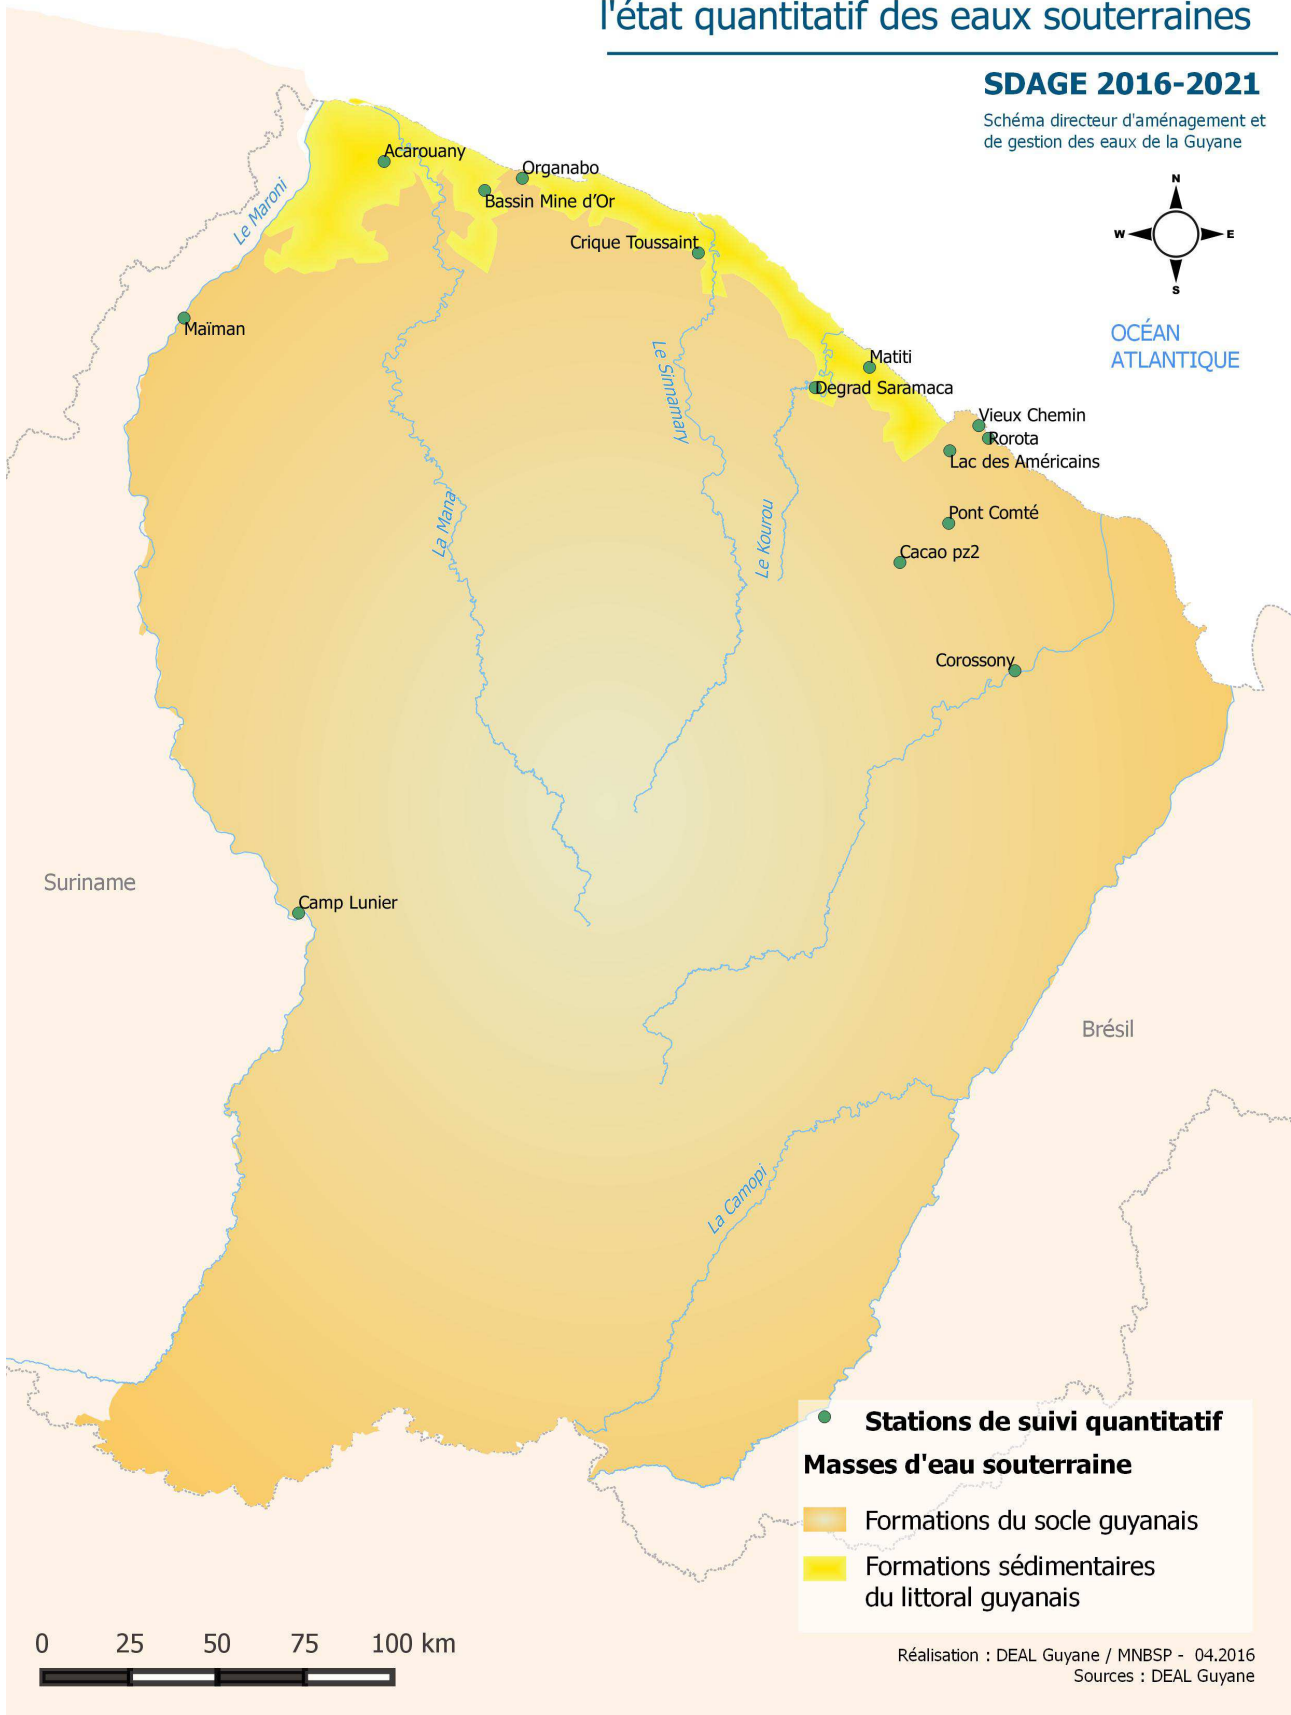 l'état quantitatif des eaux souterraines
SDAGE 2016-2021
Schéma directeur d'aménagement et
de gestion des eaux de la Guyane
N
W
E
S
OCÉAN
ATLANTIQUE
Acarouany
Organabo
Bassin Mine d'Or
Le Maroni
Crique Toussaint
Maïman
Le Sinnamary
Matiti
Degrad Saramaca
Vieux Chemin
Rorota
Lac des Américains
La Mana
Le Kourou
Pont Comté
Cacao pz2
Corossony
Suriname
Camp Lunier
Brésil
La Camopi
Stations de suivi quantitatif
Masses d'eau souterraine
Formations du socle guyanais
Formations sédimentaires
du littoral guyanais
0 25 50 75 100 km
Réalisation : DEAL Guyane / MNBSP - 04.2016
Sources : DEAL Guyane